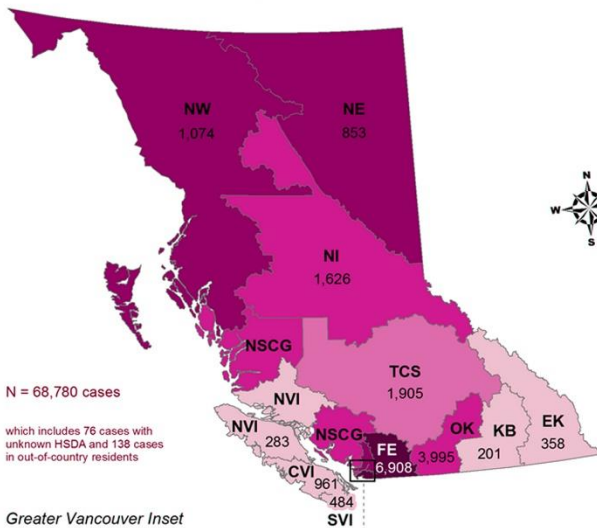 NW
1,074
NE
853
N
W
S
NI
1,626
NSCG
TCS
1,905
N = 68,780 cases
NVI
which includes 76 cases with
unknown HSDA and 138 cases
in out-of-country residents
NVI
283
NSCG
FE
6,908
OK
3,995
KB
201
EK
358
CVI
961
484
SVI
Greater Vancouver Inset